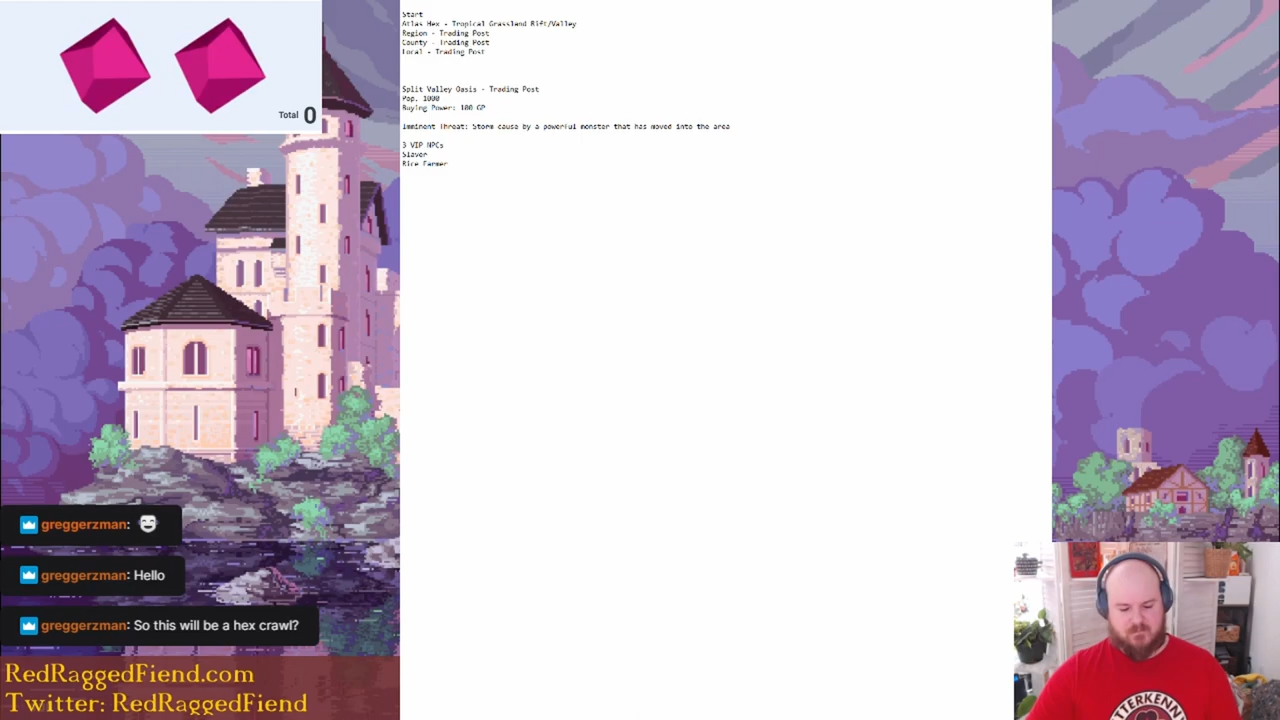 Total 0
Start
Atlas Hex - Tropical Grassland Rift/Valley
Region - Trading Post
County - Trading Post
Local - Trading Post
Split Valley Oasis - Trading Post
Pop. 1000
Buying Power: 100 GP
Imminent Threat: Storm cause by a powerful monster that has moved into the area
3 VIP NPCs
Slaver
Rice Farmer
greggerzman:
greggerzman: Hello
greggerzman: So this will be a hex crawl?
RedRaggedFiend.com
Twitter: RedRaggedFiend
TTERKENN